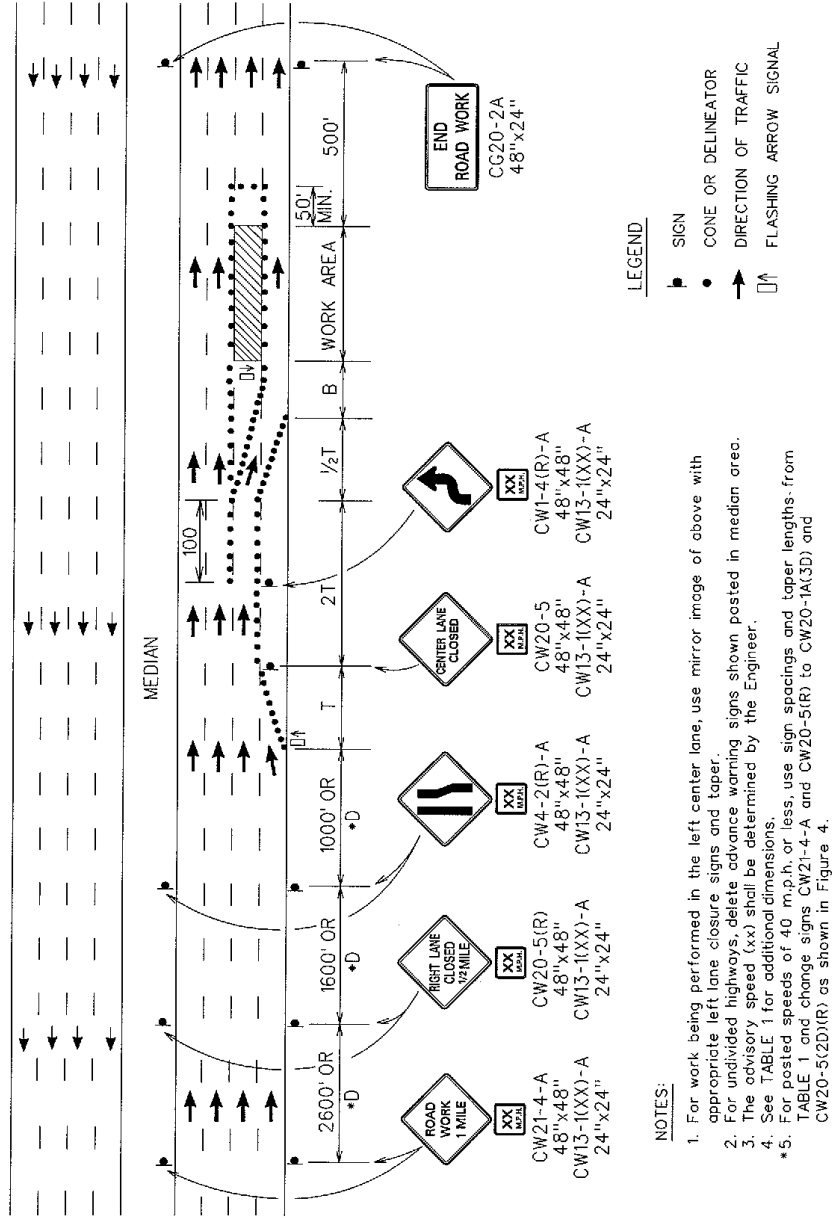 MEDIAN
100
2600' OR
*D
1600' OR
*D
1000' OR
*D
T
2T
½T
B
WORK AREA
50'
MIN.
500'
ROAD
WORK
1 MILE
XX
M.P.H.
CW21-4-A
48"x48"
CW13-1(XX)-A
24"x24"
RIGHT LANE
CLOSED
1/2 MILE
XX
M.P.H.
CW20-5(R)
48"x48"
CW13-1(XX)-A
24"x24"
XX
M.P.H.
CW4-2(R)-A
48"x48"
CW13-1(XX)-A
24"x24"
CENTER LANE
CLOSED
XX
M.P.H.
CW20-5
48"x48"
CW13-1(XX)-A
24"x24"
XX
M.P.H.
CW1-4(R)-A
48"x48"
CW13-1(XX)-A
24"x24"
END
ROAD WORK
CG20-2A
48"x24"
NOTES:
1. For work being performed in the left center lane, use mirror image of above with
appropriate left lane closure signs and taper.
2. For undivided highways, delete advance warning signs shown posted in median area.
3. The advisory speed (xx) shall be determined by the Engineer.
4. See TABLE 1 for additional dimensions.
*5. For posted speeds of 40 m.p.h. or less, use sign spacings and taper lengths from
TABLE 1 and change signs CW21-4-A and CW20-5(R) to CW20-1A(3D) and
CW20-5(2D)(R) as shown in Figure 4.
LEGEND
SIGN
CONE OR DELINEATOR
DIRECTION OF TRAFFIC
FLASHING ARROW SIGNAL